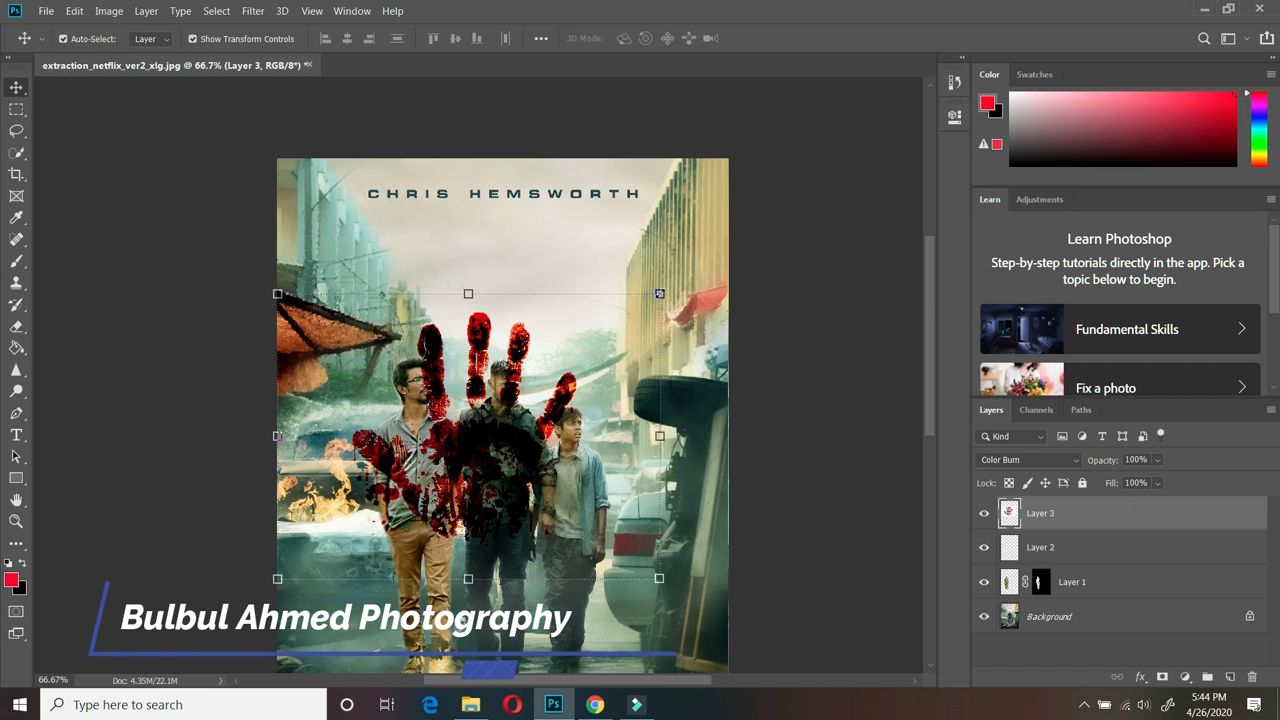 File Edit Image Layer Type Select Filter 3D View Window Help
Auto-Select: Layer Show Transform Controls 3D Mode:
extraction_netflix_ver2_xlg.jpg @ 66.7% (Layer 3, RGB/8*) *
Color Swatches
CHRIS HEMSWORTH
Learn Adjustments
Learn Photoshop
Step-by-step tutorials directly in the app. Pick a
topic below to begin.
Fundamental Skills
Fix a photo
Layers Channels Paths
Kind
Color Burn Opacity: 100%
Lock: Fill: 100%
Layer 3
Layer 2
Layer 1
Background
Bulbul Ahmed Photography
66.67% Doc: 4.35M/22.1M
Type here to search
5:44 PM
4/26/2020